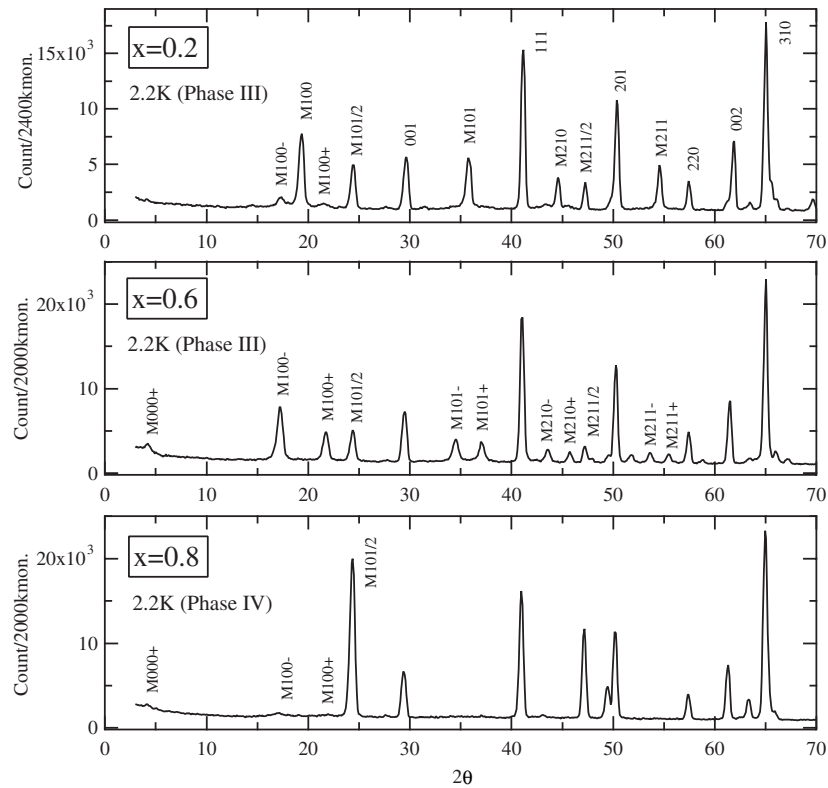 Count/2400kmon.
15x10³
10
5
0
x=0.2
2.2K (Phase III)
M100-
M100
M100+
M101/2
001
M101
111
M210
M211/2
201
M211
220
002
310
0 10 20 30 40 50 60 70
Count/2000kmon.
20x10³
10
0
x=0.6
2.2K (Phase III)
M000+
M100-
M100+
M101/2
M101-
M101+
M210-
M210+
M211/2
M211-
M211+
0 10 20 30 40 50 60 70
Count/2000kmon.
20x10³
10
0
x=0.8
2.2K (Phase IV)
M000+
M100-
M100+
M101/2
0 10 20 30 40 50 60 70
2θ